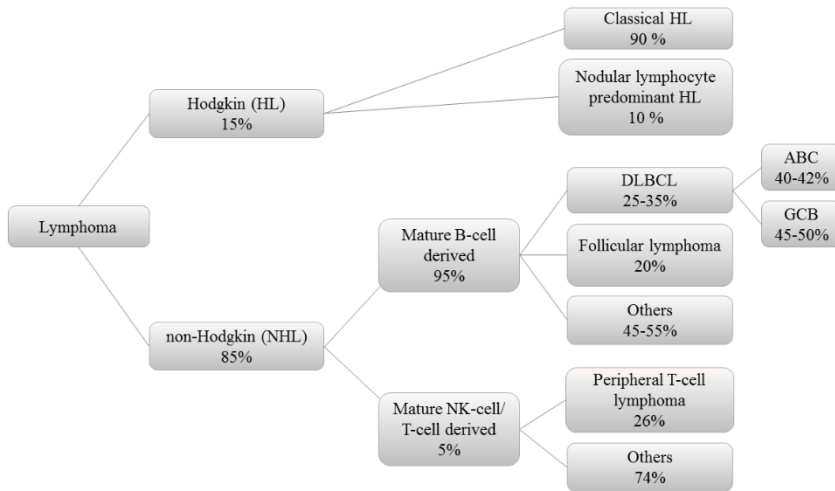 Classical HL
90 %
Nodular lymphocyte
predominant HL
10 %
Hodgkin (HL)
15%
ABC
40-42%
DLBCL
25-35%
GCB
45-50%
Lymphoma
Mature B-cell
derived
95%
Follicular lymphoma
20%
Others
45-55%
non-Hodgkin (NHL)
85%
Peripheral T-cell
lymphoma
26%
Mature NK-cell/
T-cell derived
5%
Others
74%